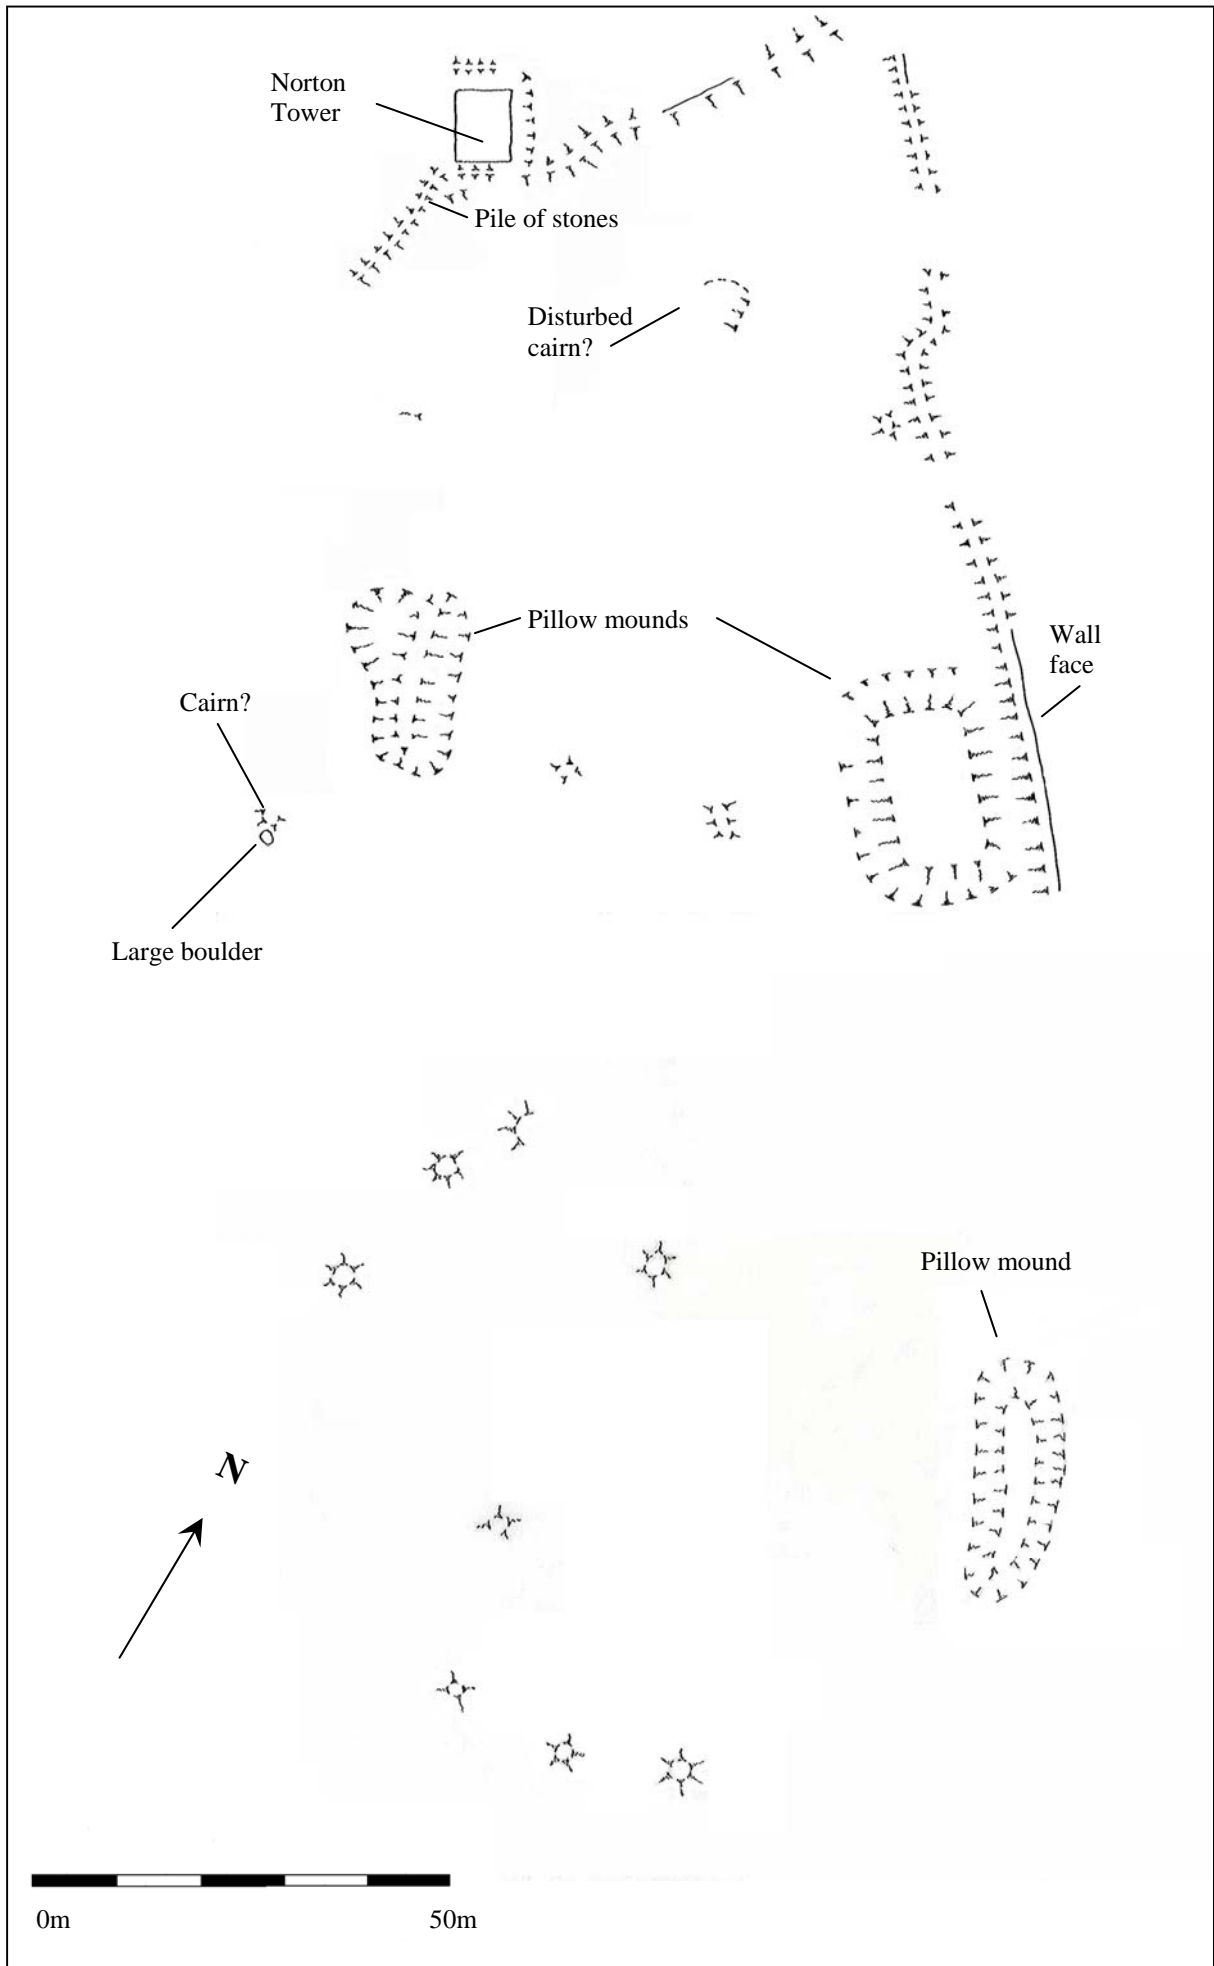 Norton
Tower
Pile of stones
Disturbed
cairn?
Pillow mounds
Wall
face
Cairn?
Large boulder
Pillow mound
N
0m
50m